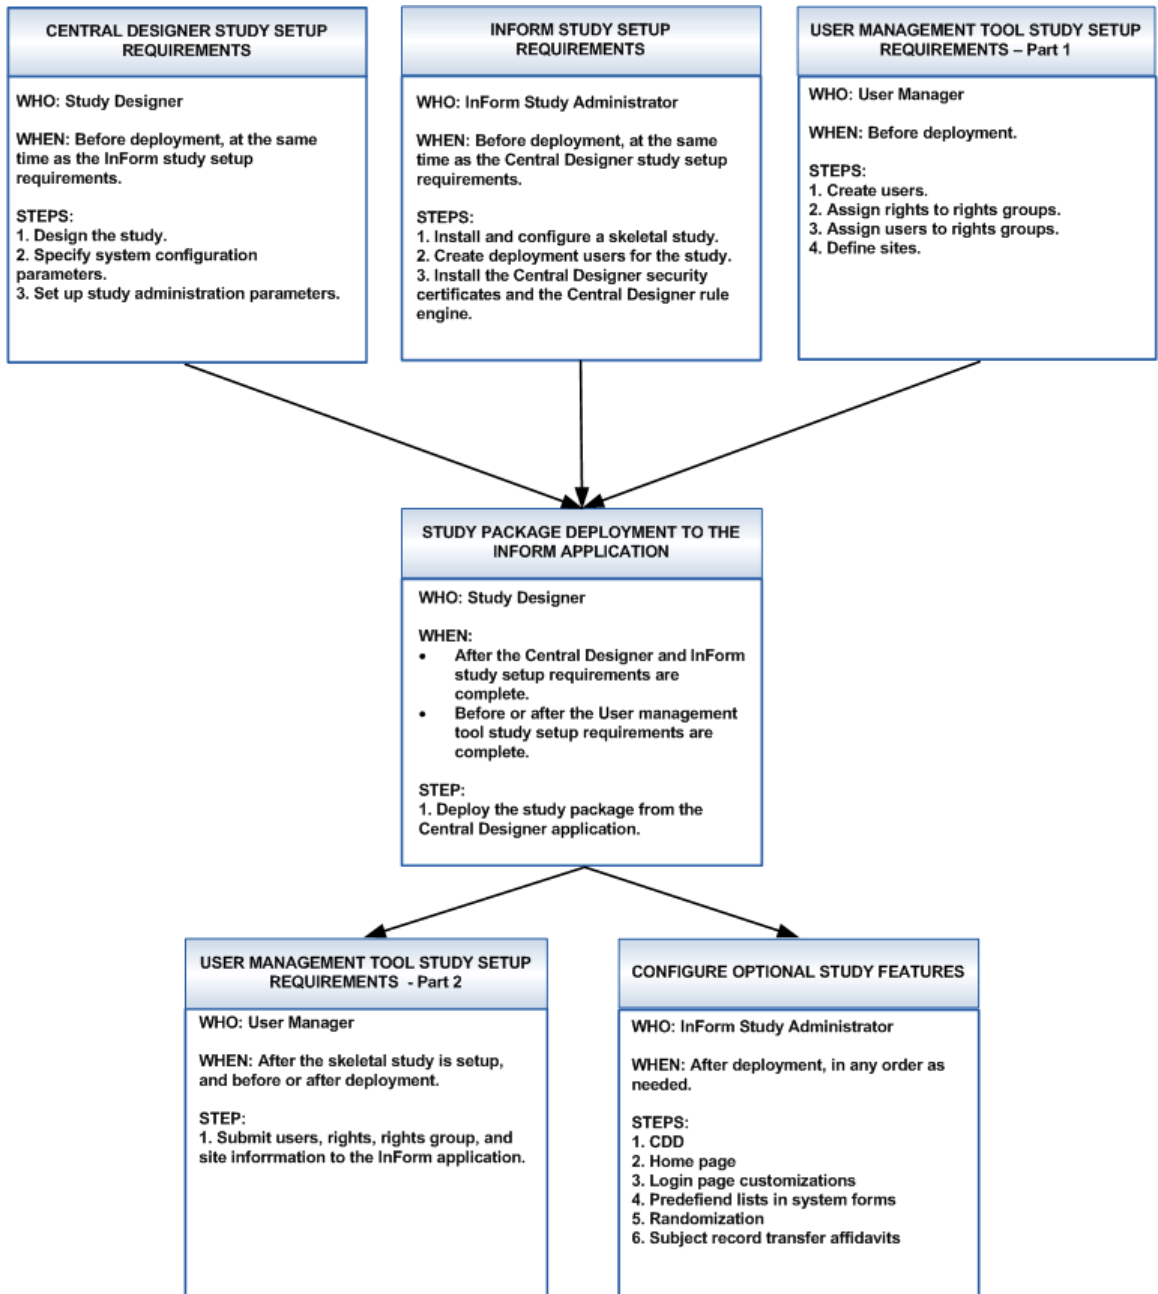 CENTRAL DESIGNER STUDY SETUP
REQUIREMENTS
WHO: Study Designer
WHEN: Before deployment, at the same
time as the InForm study setup
requirements.
STEPS:
1. Design the study.
2. Specify system configuration
parameters.
3. Set up study administration parameters.
INFORM STUDY SETUP
REQUIREMENTS
WHO: InForm Study Administrator
WHEN: Before deployment, at the same
time as the Central Designer study setup
requirements.
STEPS:
1. Install and configure a skeletal study.
2. Create deployment users for the study.
3. Install the Central Designer security
certificates and the Central Designer rule
engine.
USER MANAGEMENT TOOL STUDY SETUP
REQUIREMENTS – Part 1
WHO: User Manager
WHEN: Before deployment.
STEPS:
1. Create users.
2. Assign rights to rights groups.
3. Assign users to rights groups.
4. Define sites.
STUDY PACKAGE DEPLOYMENT TO THE
INFORM APPLICATION
WHO: Study Designer
WHEN:
• After the Central Designer and InForm
study setup requirements are
complete.
• Before or after the User management
tool study setup requirements are
complete.
STEP:
1. Deploy the study package from the
Central Designer application.
USER MANAGEMENT TOOL STUDY SETUP
REQUIREMENTS - Part 2
WHO: User Manager
WHEN: After the skeletal study is setup,
and before or after deployment.
STEP:
1. Submit users, rights, rights group, and
site inforrmation to the InForm application.
CONFIGURE OPTIONAL STUDY FEATURES
WHO: InForm Study Administrator
WHEN: After deployment, in any order as
needed.
STEPS:
1. CDD
2. Home page
3. Login page customizations
4. Predefiend lists in system forms
5. Randomization
6. Subject record transfer affidavits